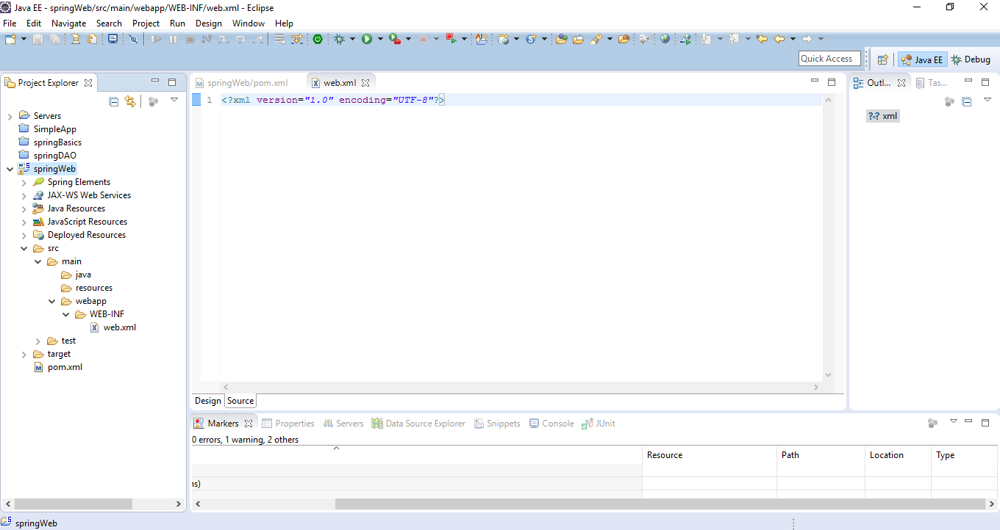 Java EE - springWeb/src/main/webapp/WEB-INF/web.xml - Eclipse
File Edit Navigate Search Project Run Design Window Help
Quick Access
Java EE
Debug
Project Explorer
Servers
SimpleApp
springBasics
springDAO
springWeb
Spring Elements
JAX-WS Web Services
Java Resources
JavaScript Resources
Deployed Resources
src
main
java
resources
webapp
WEB-INF
web.xml
test
target
pom.xml
springWeb/pom.xml
web.xml
1 <?xml version="1.0" encoding="UTF-8"?>
Design Source
Outl... Tas...
?=? xml
Markers Properties Servers Data Source Explorer Snippets Console JUnit
0 errors, 1 warning, 2 others
Resource Path Location Type
ns)
springWeb